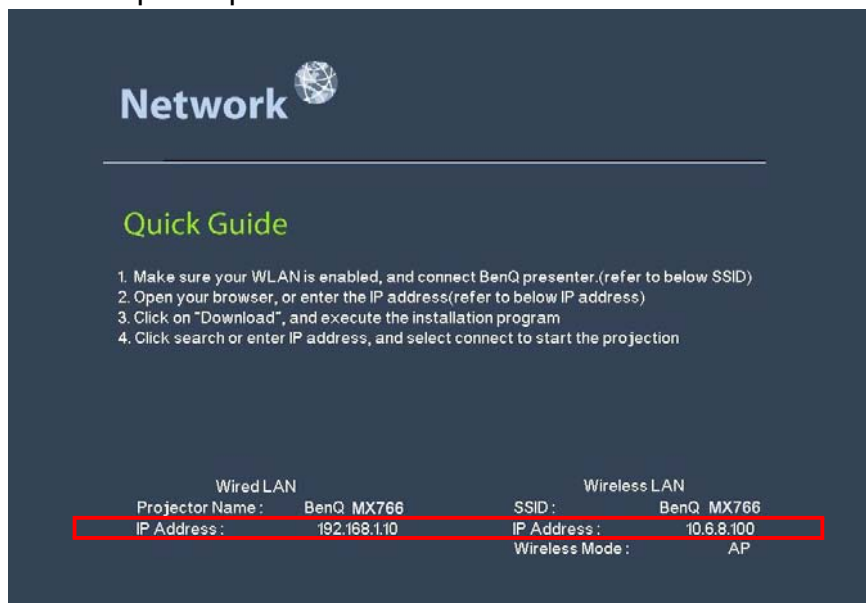 Network
Quick Guide
1. Make sure your WLAN is enabled, and connect BenQ presenter.(refer to below SSID)
2. Open your browser, or enter the IP address(refer to below IP address)
3. Click on "Download", and execute the installation program
4. Click search or enter IP address, and select connect to start the projection
Wired LAN Wireless LAN
Projector Name : BenQ MX766 SSID : BenQ MX766
IP Address : 192.168.1.10 IP Address : 10.6.8.100
Wireless Mode : AP